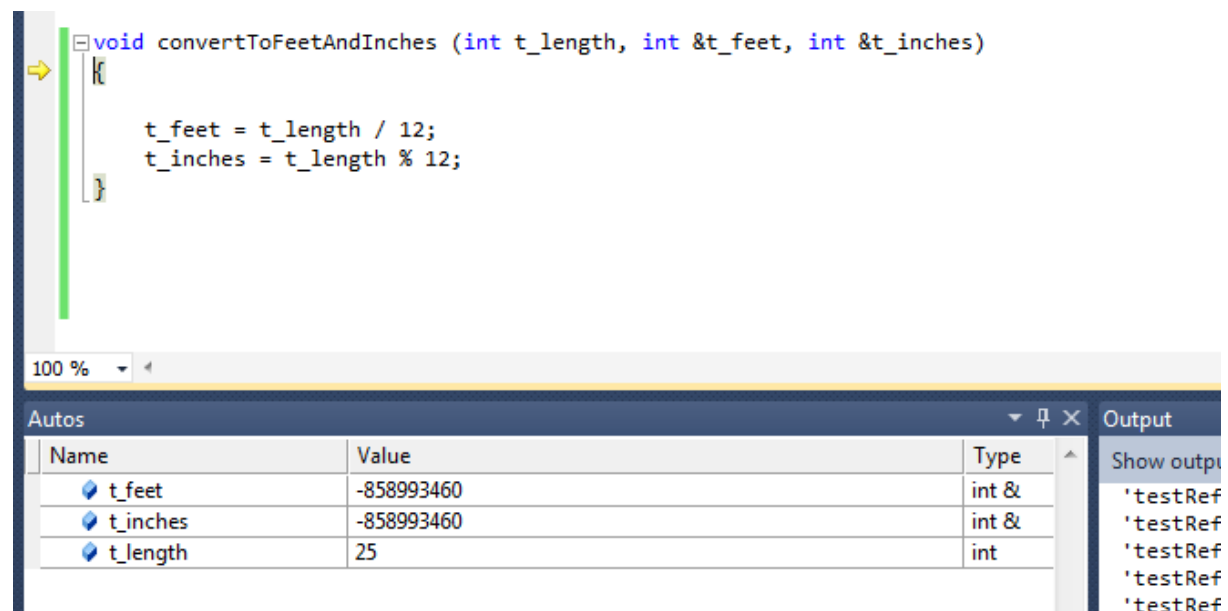 void convertToFeetAndInches (int t_length, int &t_feet, int &t_inches)
{
t_feet = t_length / 12;
t_inches = t_length % 12;
}
100 %
Autos
Output
Name Value Type
Show outpu
t_feet -858993460 int &
'testRef
t_inches -858993460 int &
'testRef
t_length 25 int
'testRef
'testRef
'testRef